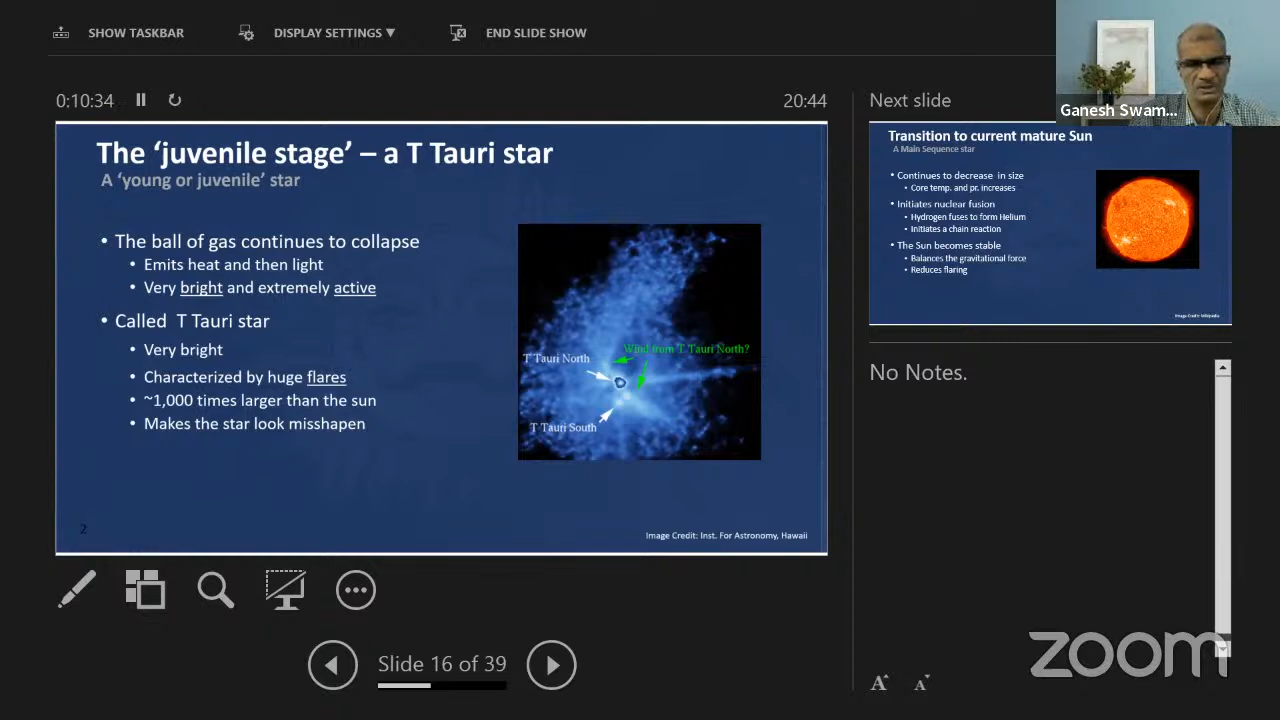 SHOW TASKBAR
DISPLAY SETTINGS ▼
END SLIDE SHOW
0:10:34
20:44
Next slide
Ganesh Swam...
The ‘juvenile stage’ – a T Tauri star
A ‘young or juvenile’ star
• The ball of gas continues to collapse
• Emits heat and then light
• Very bright and extremely active
• Called T Tauri star
• Very bright
• Characterized by huge flares
• ~1,000 times larger than the sun
• Makes the star look misshapen
Wind from T Tauri North?
T Tauri North
T Tauri South
2
Image Credit: Inst. For Astronomy, Hawaii
Transition to current mature Sun
A Main Sequence star
• Continues to decrease in size
• Core temp. and pr. increases
• Initiates nuclear fusion
• Hydrogen fuses to form Helium
• Initiates a chain reaction
• The Sun becomes stable
• Balances the gravitational force
• Reduces flaring
Image Credit: Wikipedia
No Notes.
Slide 16 of 39
A A
zoom